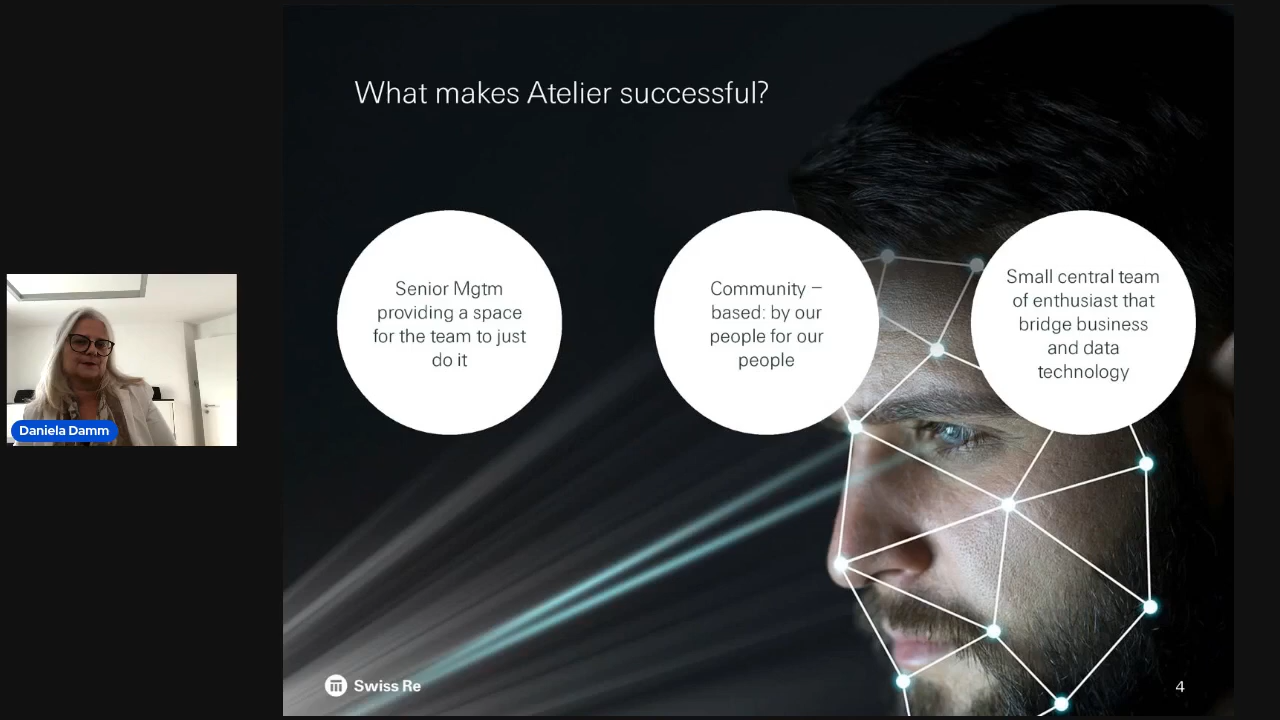 What makes Atelier successful?
Senior Mgtm
providing a space
for the team to just
do it
Community –
based: by our
people for our
people
Small central team
of enthusiast that
bridge business
and data
technology
Daniela Damm
Swiss Re
4